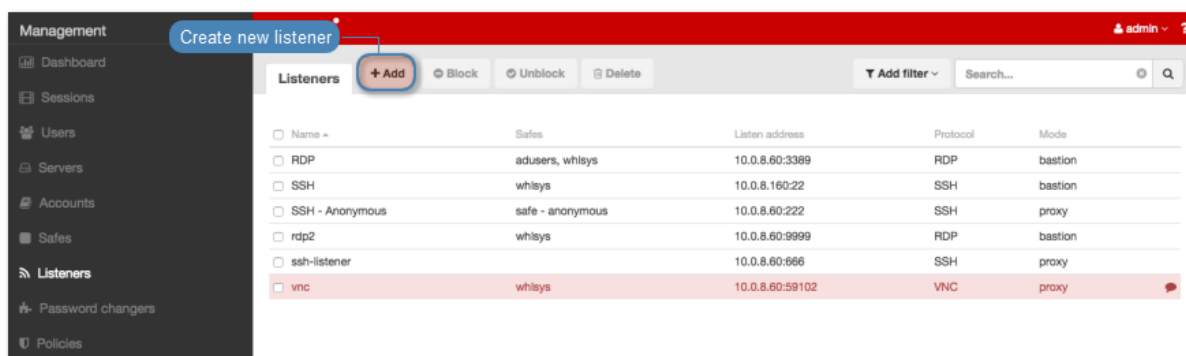 Management
Create new listener
admin
?
Dashboard
Sessions
Users
Servers
Accounts
Safes
Listeners
Password changers
Policies
Listeners
+ Add
Block
Unblock
Delete
Add filter
Search...
Name Safes Listen address Protocol Mode
RDP adusers, whlsys 10.0.8.60:3389 RDP bastion
SSH whlsys 10.0.8.160:22 SSH bastion
SSH - Anonymous safe - anonymous 10.0.8.60:222 SSH proxy
rdp2 whlsys 10.0.8.60:9999 RDP bastion
ssh-listener 10.0.8.60:666 SSH proxy
vnc whlsys 10.0.8.60:59102 VNC proxy